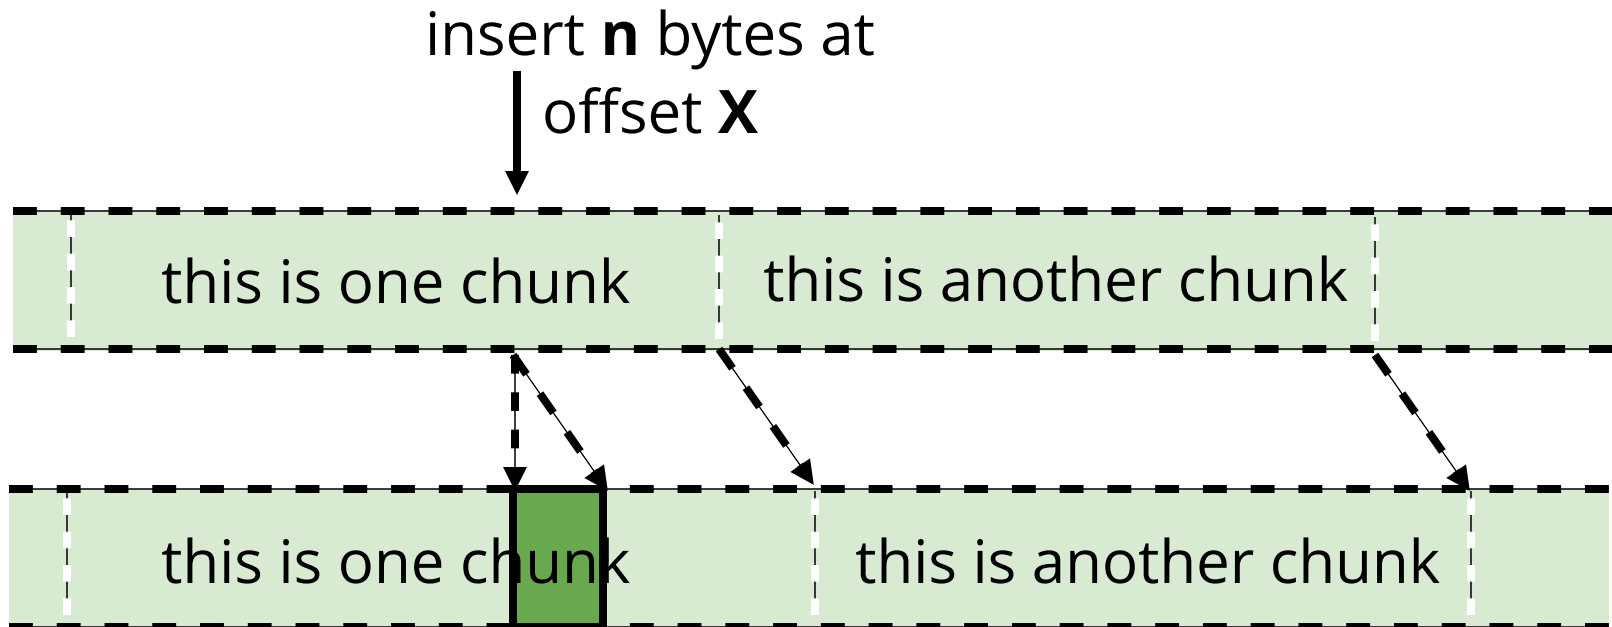 insert n bytes at
offset X
this is one chunk
this is another chunk
this is one chunk
this is another chunk